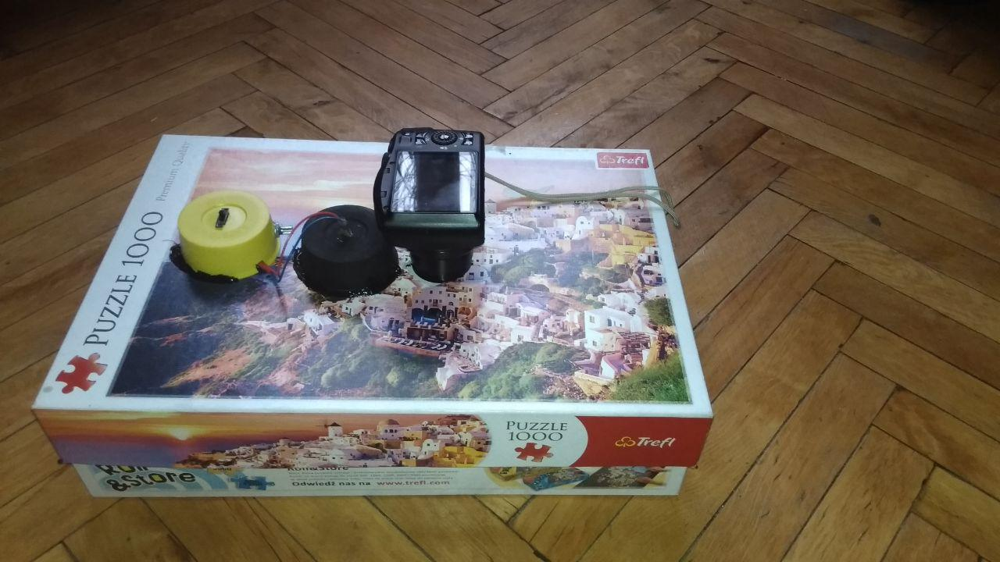 Trefl
Premium Quality
PUZZLE 1000
PUZZLE
1000
Trefl
Roll
&Store
Odwiedź nas na www.trefl.com